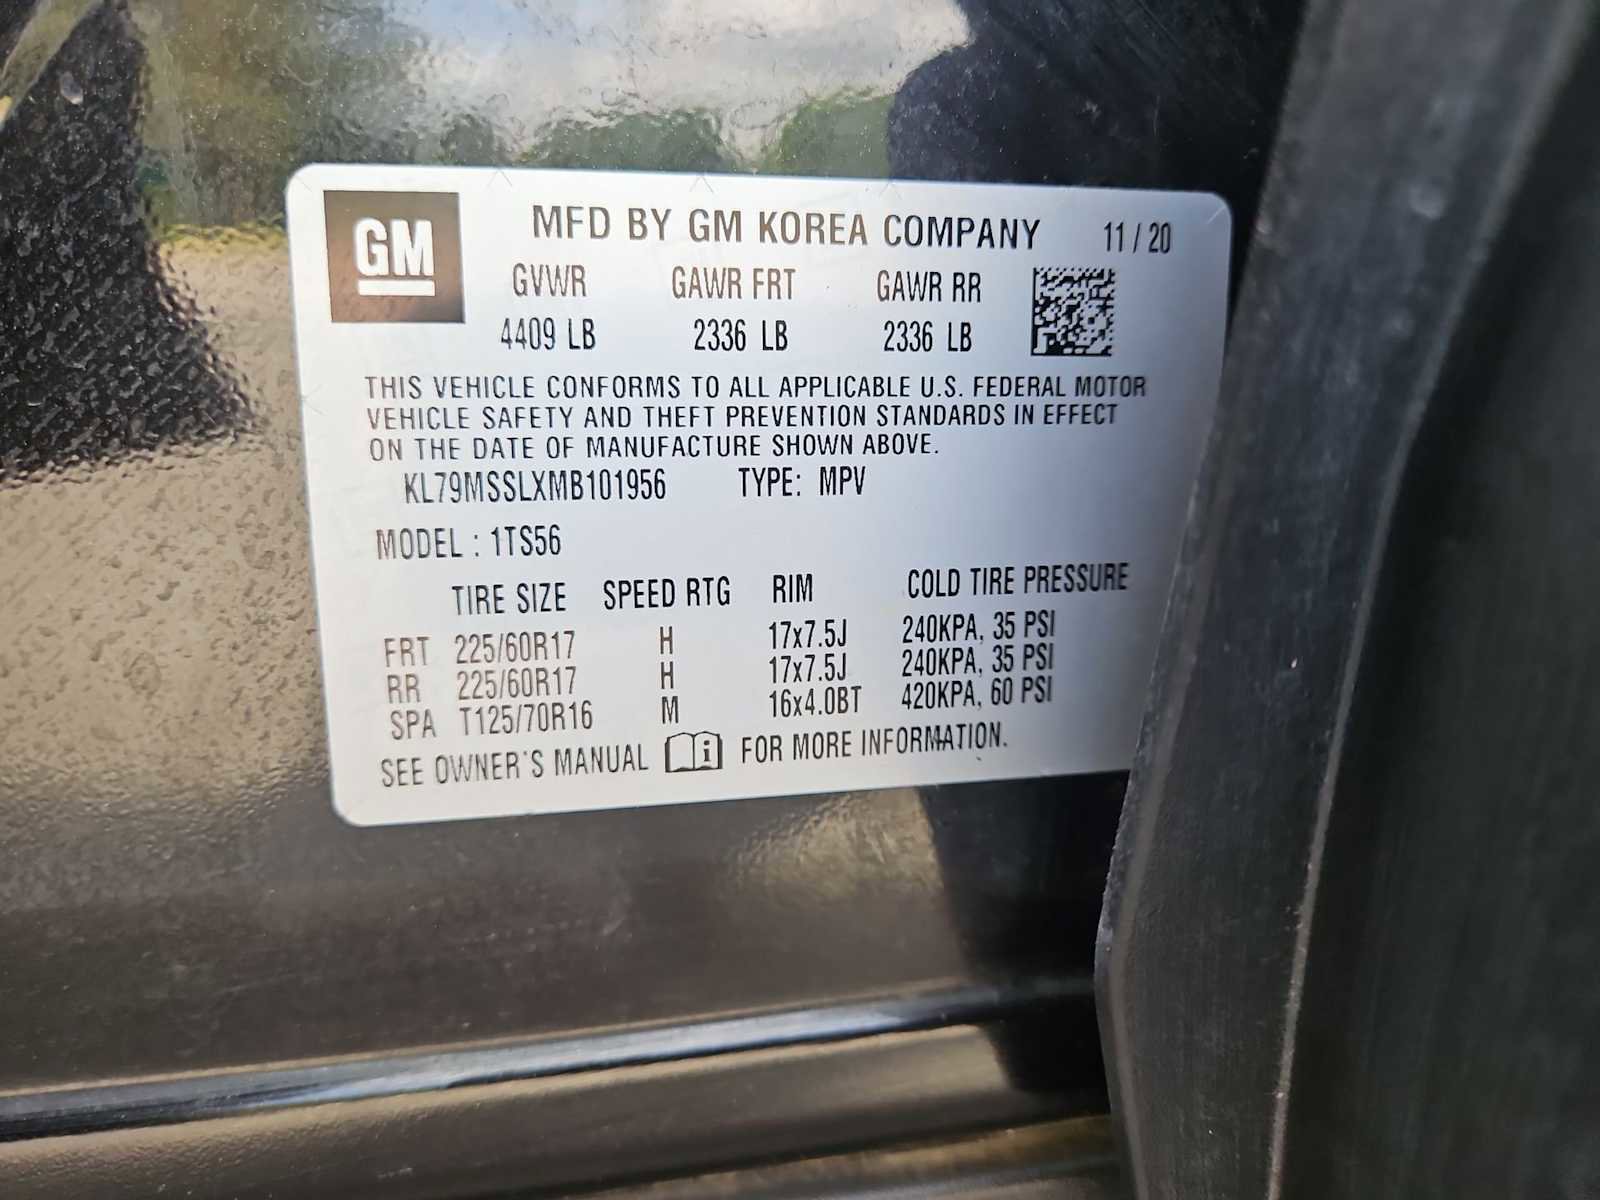 GM
MFD BY GM KOREA COMPANY 11 / 20
GVWR GAWR FRT GAWR RR
4409 LB 2336 LB 2336 LB
THIS VEHICLE CONFORMS TO ALL APPLICABLE U.S. FEDERAL MOTOR
VEHICLE SAFETY AND THEFT PREVENTION STANDARDS IN EFFECT
ON THE DATE OF MANUFACTURE SHOWN ABOVE.
KL79MSSLXMB101956 TYPE: MPV
MODEL : 1TS56
TIRE SIZE SPEED RTG RIM COLD TIRE PRESSURE
FRT 225/60R17 H 17x7.5J 240KPA, 35 PSI
RR 225/60R17 H 17x7.5J 240KPA, 35 PSI
SPA T125/70R16 M 16x4.0BT 420KPA, 60 PSI
SEE OWNER'S MANUAL i FOR MORE INFORMATION.